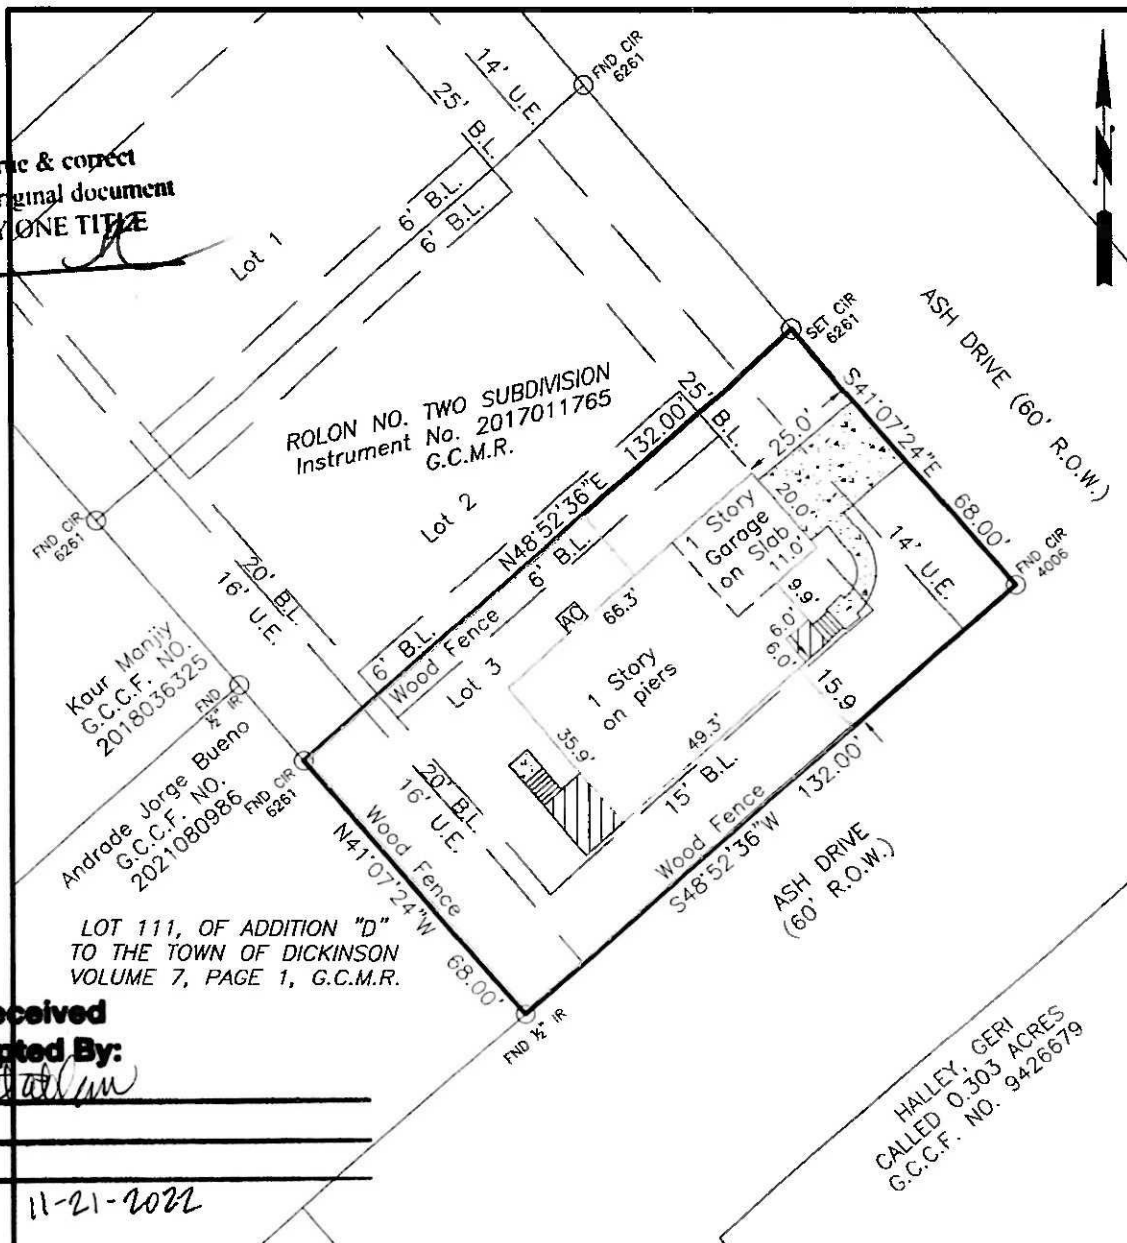 FND CIR
6261
14' U.E.
25' B.L.
& correct
original document
ONE TITLE
6' B.L.
6' B.L.
Lot 1
N
SET CIR
6261
ASH DRIVE (60' R.O.W.)
ROLON NO. TWO SUBDIVISION
Instrument No. 2017011765
G.C.M.R.
Lot 2
N48°52'36"E 132.00'
25' B.L.
25.0'
S41°07'24"E 68.00'
FND CIR
6261
20' B.L.
16' U.E.
6' B.L.
6' B.L.
Wood Fence
Lot 3
AC
66.3'
1 Story
Garage
on Slab
20.0'
11.0'
9.9'
6.0'
6.0'
14' U.E.
FND CIR
4006
1 Story
on piers
35.9'
49.3'
15.9
15' B.L.
Kaur Manjiy
G.C.C.F. NO.
2018036325
FND
½" IR
Andrade Jorge Bueno
G.C.C.F. NO.
2021080986
FND CIR
6261
20' B.L.
16' U.E.
Wood Fence
N41°07'24"W
68.00'
Wood Fence
S48°52'36"W 132.00'
ASH DRIVE
(60' R.O.W.)
LOT 111, OF ADDITION "D"
TO THE TOWN OF DICKINSON
VOLUME 7, PAGE 1, G.C.M.R.
FND ½" IR
ceived
pted By:
11-21-2022
HALLEY, GERI
CALLED 0.303 ACRES
G.C.C.F. NO. 9426679